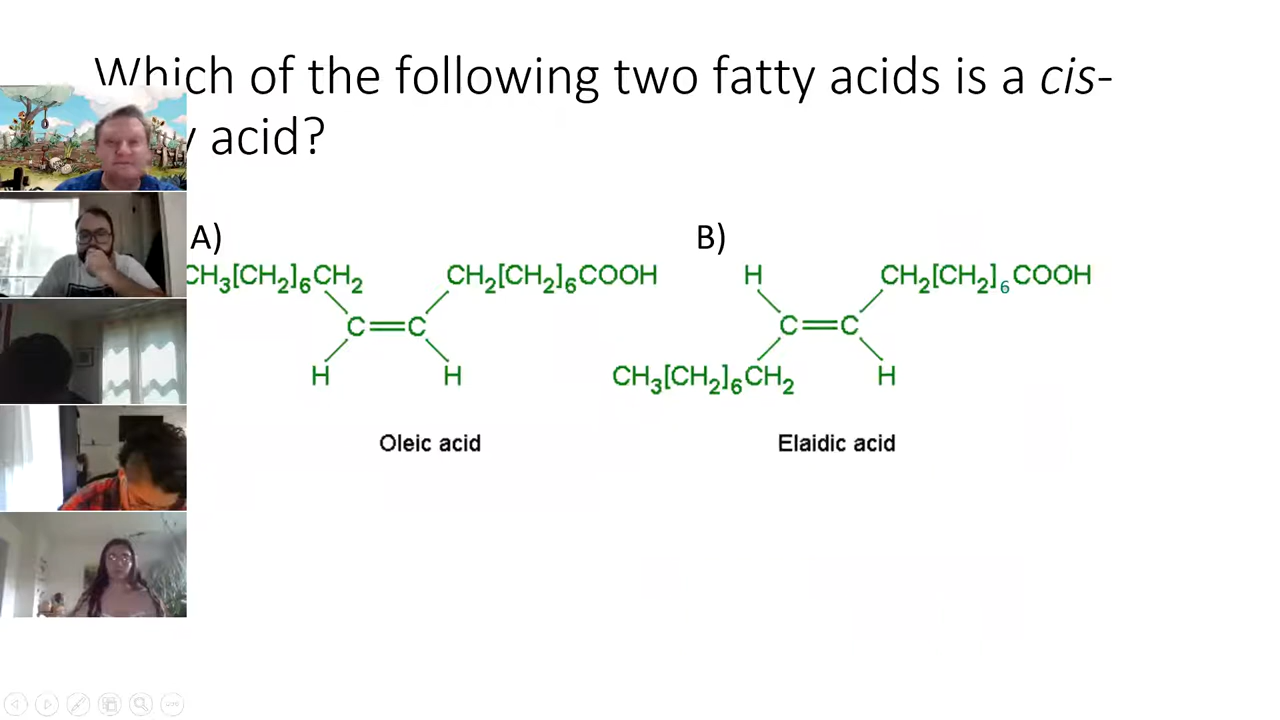 Which of the following two fatty acids is a cis-
acid?
A)
B)
CH3[CH2]6CH2
CH2[CH2]6COOH
H
CH2[CH2]6COOH
C=C
C=C
H
H
CH3[CH2]6CH2
H
Oleic acid
Elaidic acid